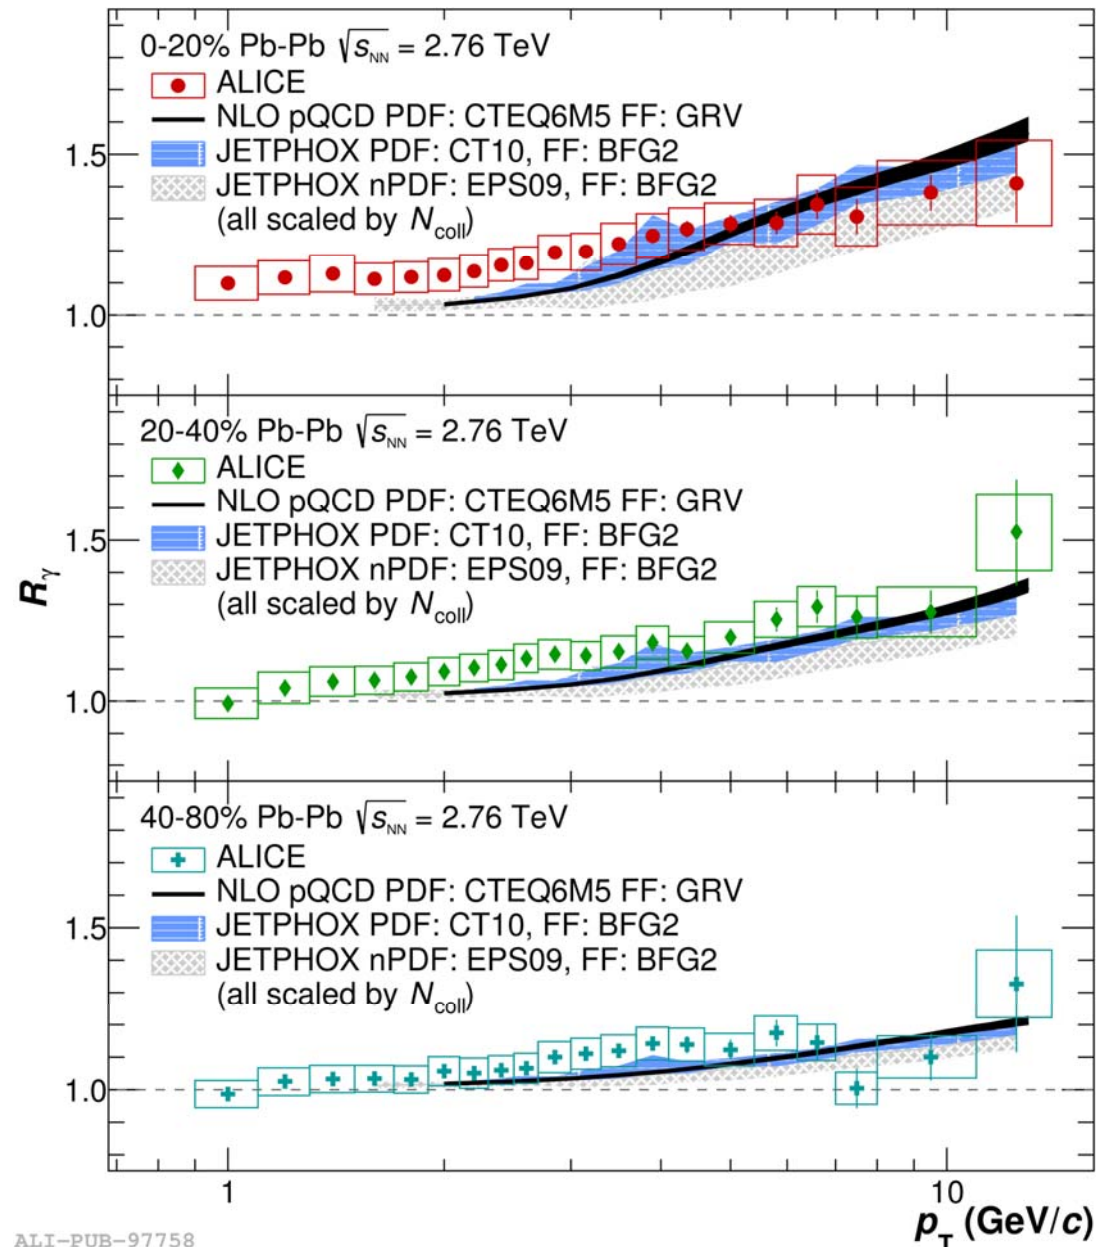 0-20% Pb-Pb √sNN = 2.76 TeV
ALICE
NLO pQCD PDF: CTEQ6M5 FF: GRV
JETPHOX PDF: CT10, FF: BFG2
JETPHOX nPDF: EPS09, FF: BFG2
(all scaled by Ncoll)
1.5
1.0
20-40% Pb-Pb √sNN = 2.76 TeV
ALICE
NLO pQCD PDF: CTEQ6M5 FF: GRV
JETPHOX PDF: CT10, FF: BFG2
JETPHOX nPDF: EPS09, FF: BFG2
(all scaled by Ncoll)
1.5
1.0
Rγ
40-80% Pb-Pb √sNN = 2.76 TeV
ALICE
NLO pQCD PDF: CTEQ6M5 FF: GRV
JETPHOX PDF: CT10, FF: BFG2
JETPHOX nPDF: EPS09, FF: BFG2
(all scaled by Ncoll)
1.5
1.0
1 10
pT (GeV/c)
ALI-PUB-97758